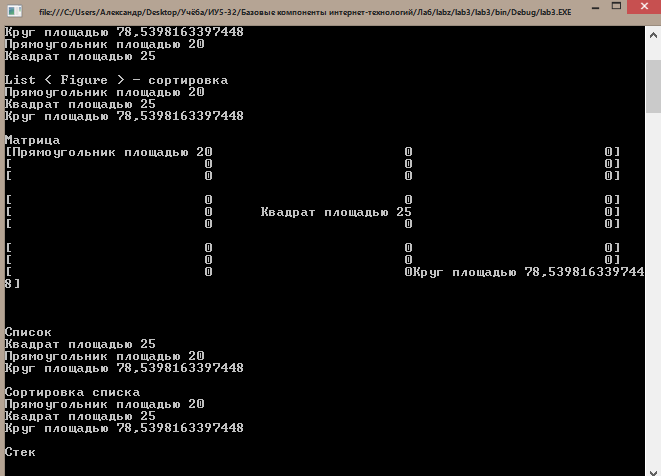 file:///C:/Users/Александр/Desktop/Учёба/ИУ5-32/Базовые компоненты интернет-технологий/Лаб/labz/lab3/lab3/bin/Debug/lab3.EXE
Круг площадью 78,5398163397448
Прямоугольник площадью 20
Квадрат площадью 25
List < Figure > - сортировка
Прямоугольник площадью 20
Квадрат площадью 25
Круг площадью 78,5398163397448
Матрица
[Прямоугольник площадью 20 0 0]
[ 0 0 0]
[ 0 0 0]
[ 0 0 0]
[ 0 Квадрат площадью 25 0]
[ 0 0 0]
[ 0 0 0]
[ 0 0 0]
[ 0 0Круг площадью 78,539816339744
8]
Список
Квадрат площадью 25
Прямоугольник площадью 20
Круг площадью 78,5398163397448
Сортировка списка
Прямоугольник площадью 20
Квадрат площадью 25
Круг площадью 78,5398163397448
Стек